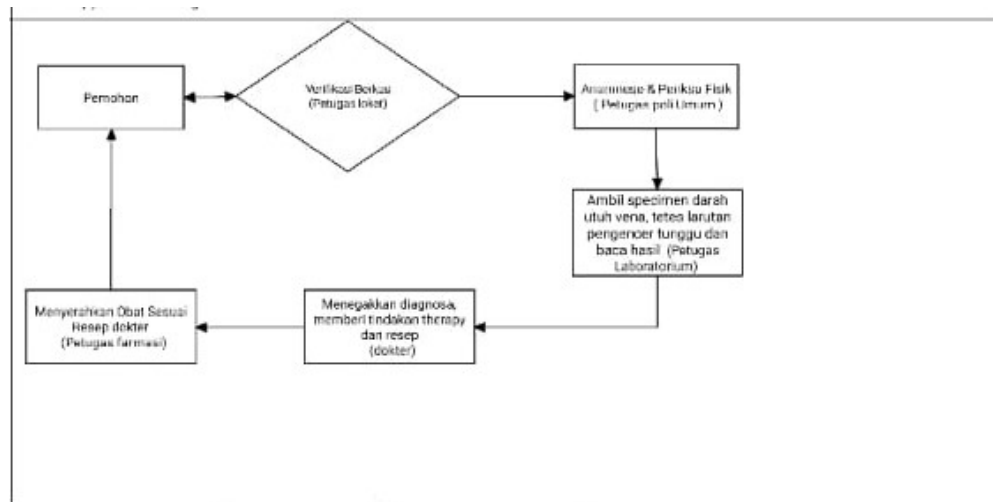 Pemohon
Verifikasi Berkas
(Petugas loket)
Anamnese & Periksa Fisik
( Petugas poli Umum )
Ambil specimen darah
utuh vena, tetes larutan
pengencer tunggu dan
baca hasil (Petugas
Laboratorium)
Menegakkan diagnosa,
memberi tindakan therapy
dan resep
(dokter)
Menyerahkan Obat Sesuai
Resep dokter
(Petugas farmasi)